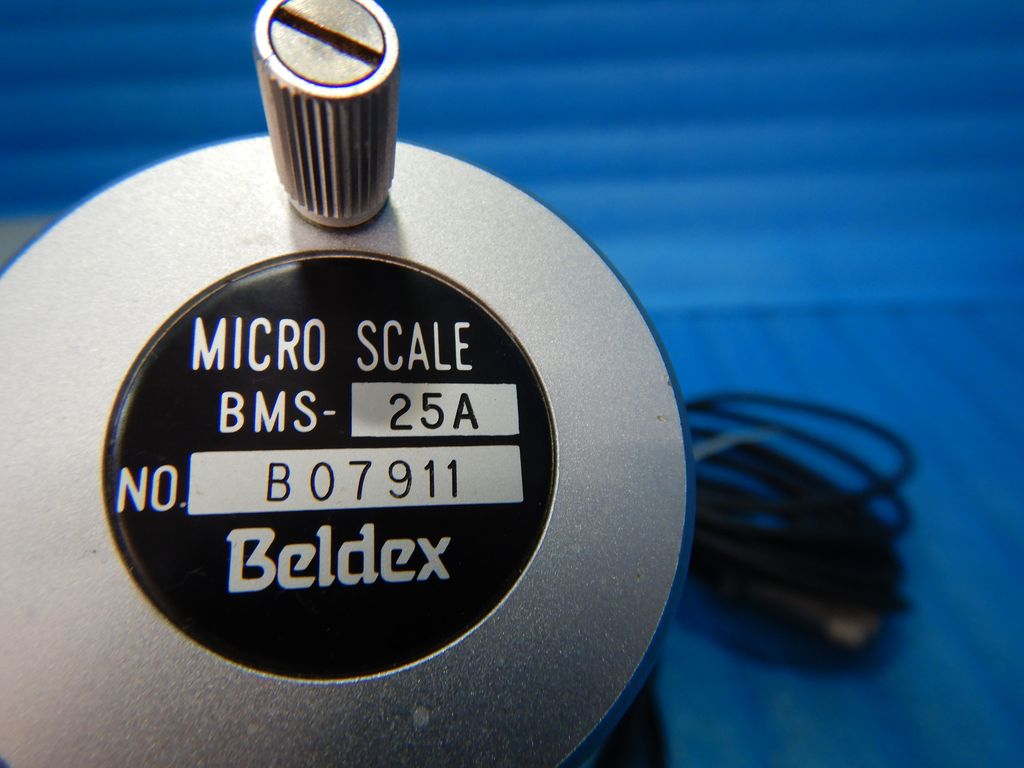 MICRO SCALE
BMS- 25A
NO. B07911
Beldex